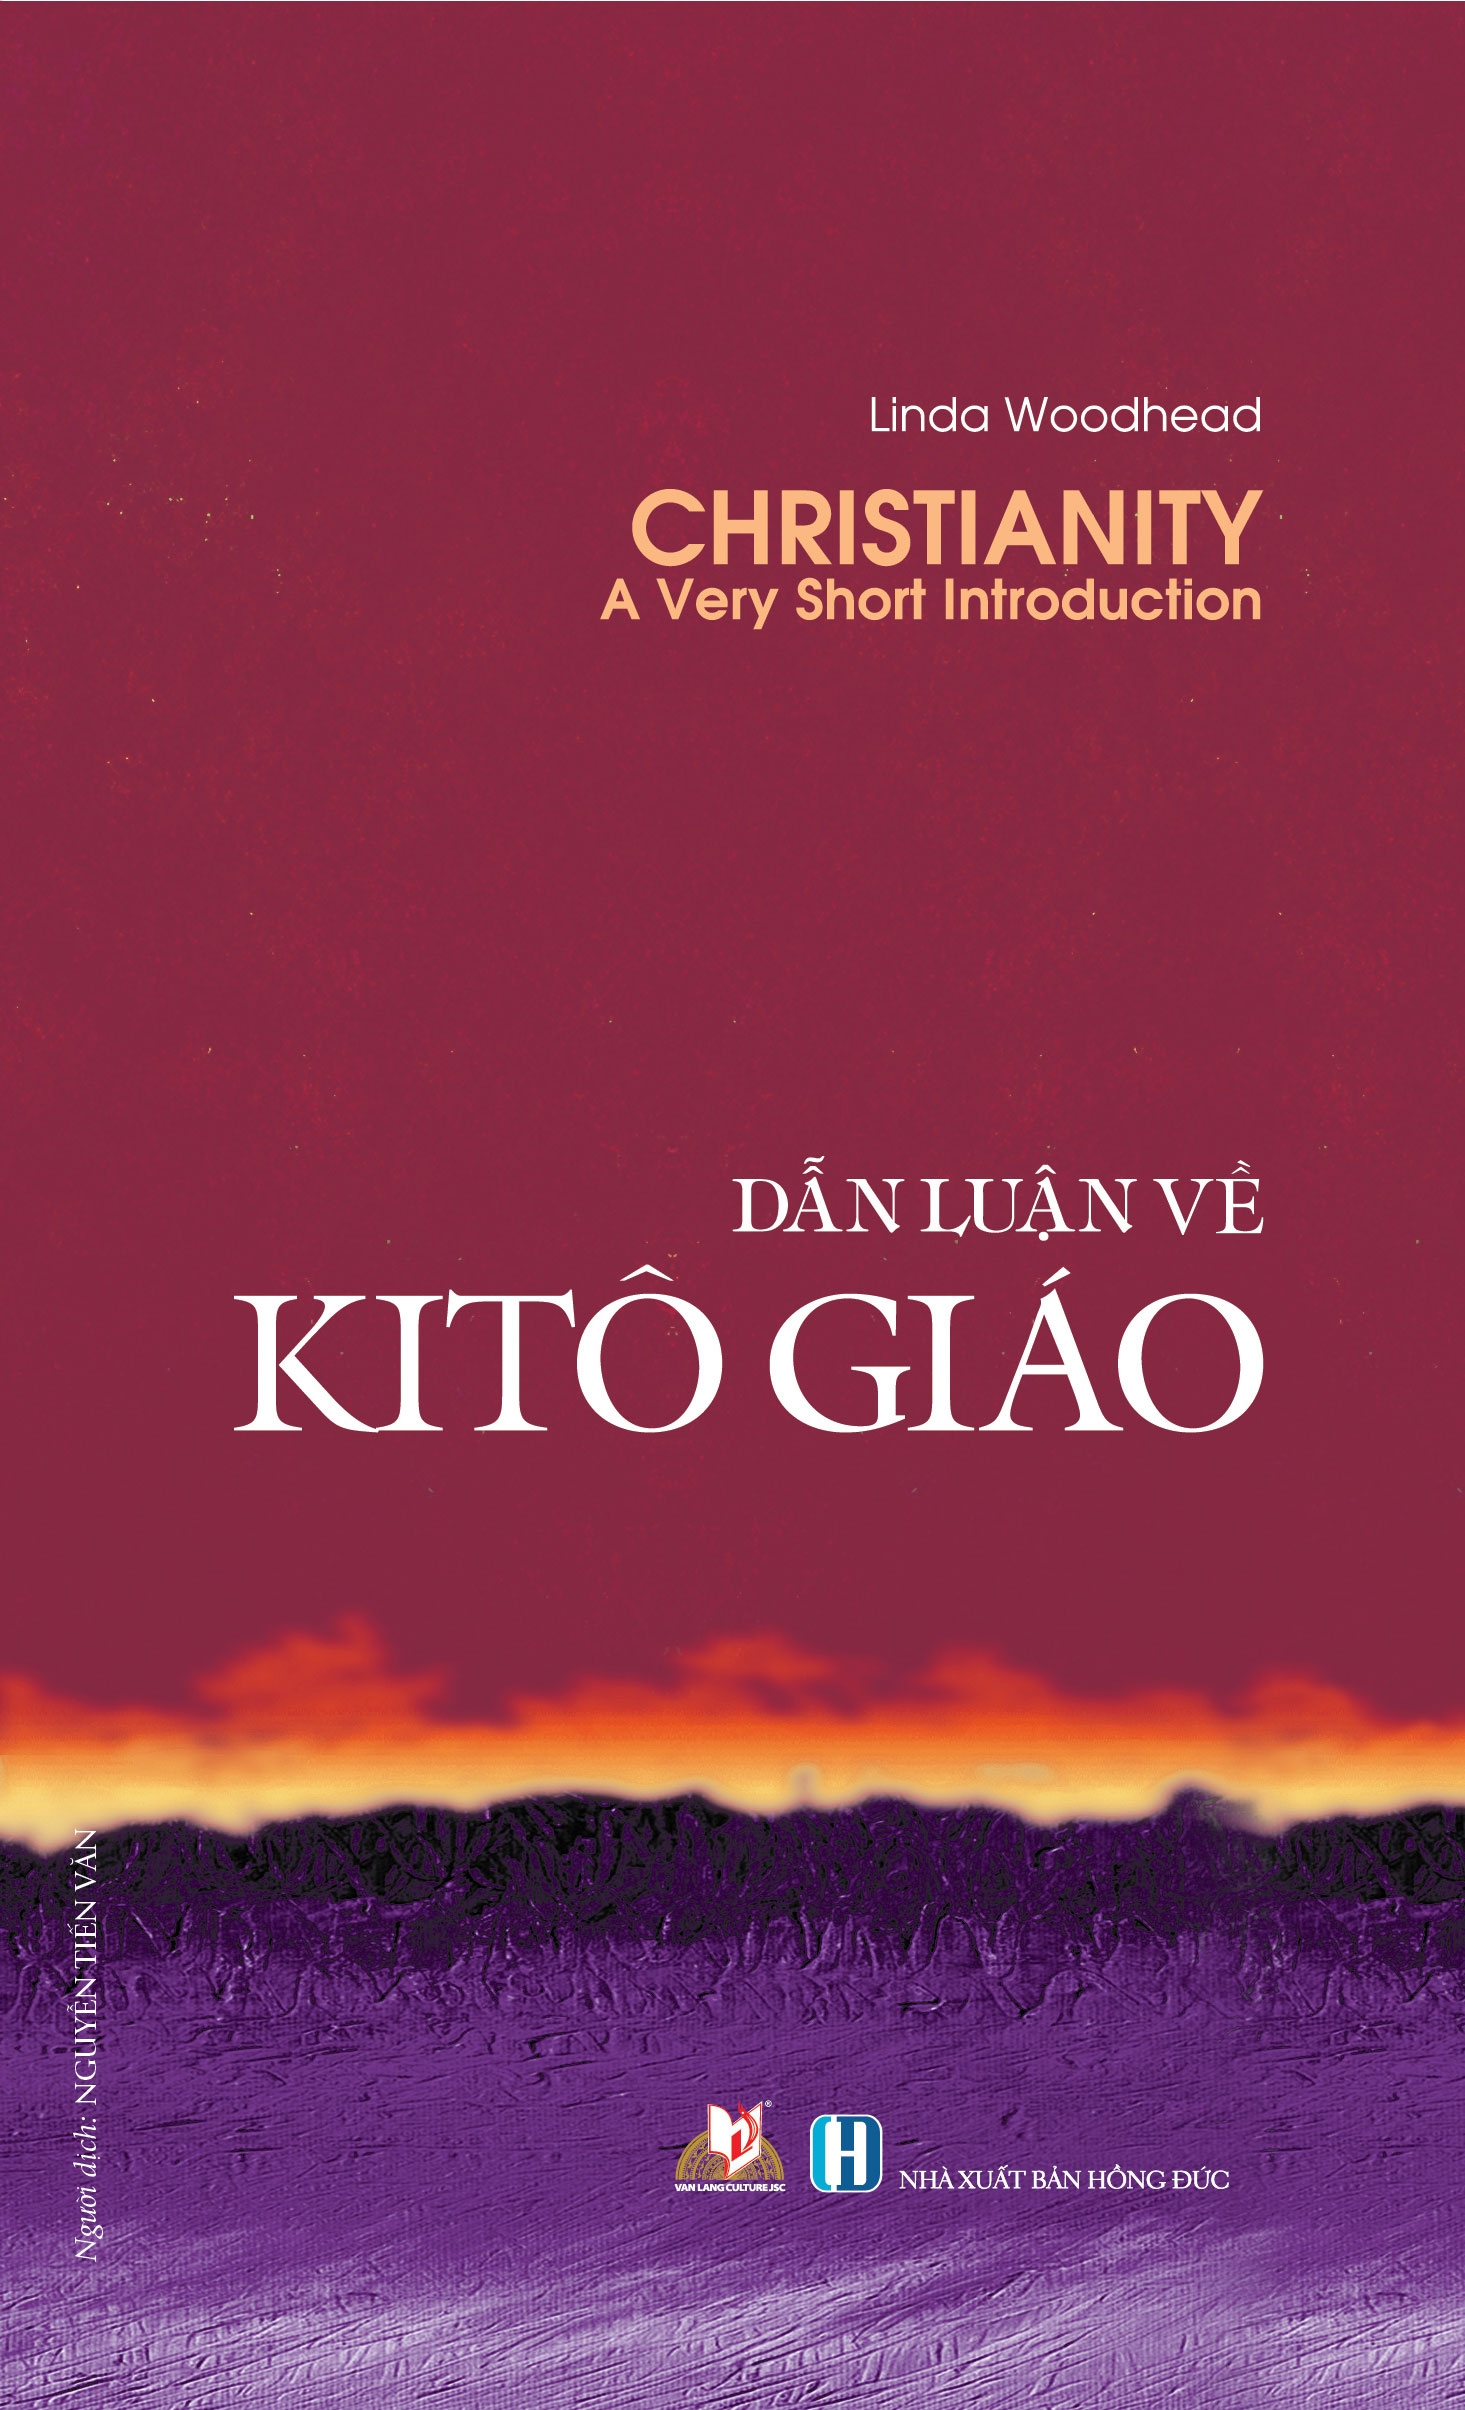 Linda Woodhead
CHRISTIANITY
A Very Short Introduction
DẪN LUẬN VỀ
KITÔ GIÁO
Người dịch: NGUYỄN TIẾN VĂN
VAN LANG CULTURE JSC
®
NHÀ XUẤT BẢN HỒNG ĐỨC